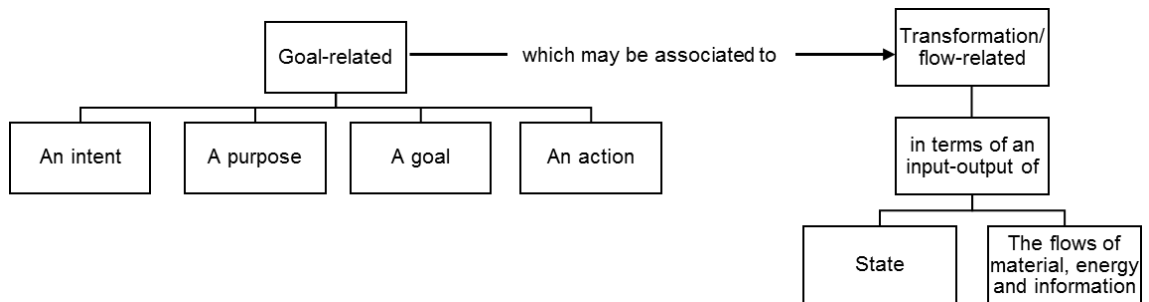 Goal-related
which may be associated to
Transformation/
flow-related
An intent
A purpose
A goal
An action
in terms of an
input-output of
State
The flows of
material, energy
and information